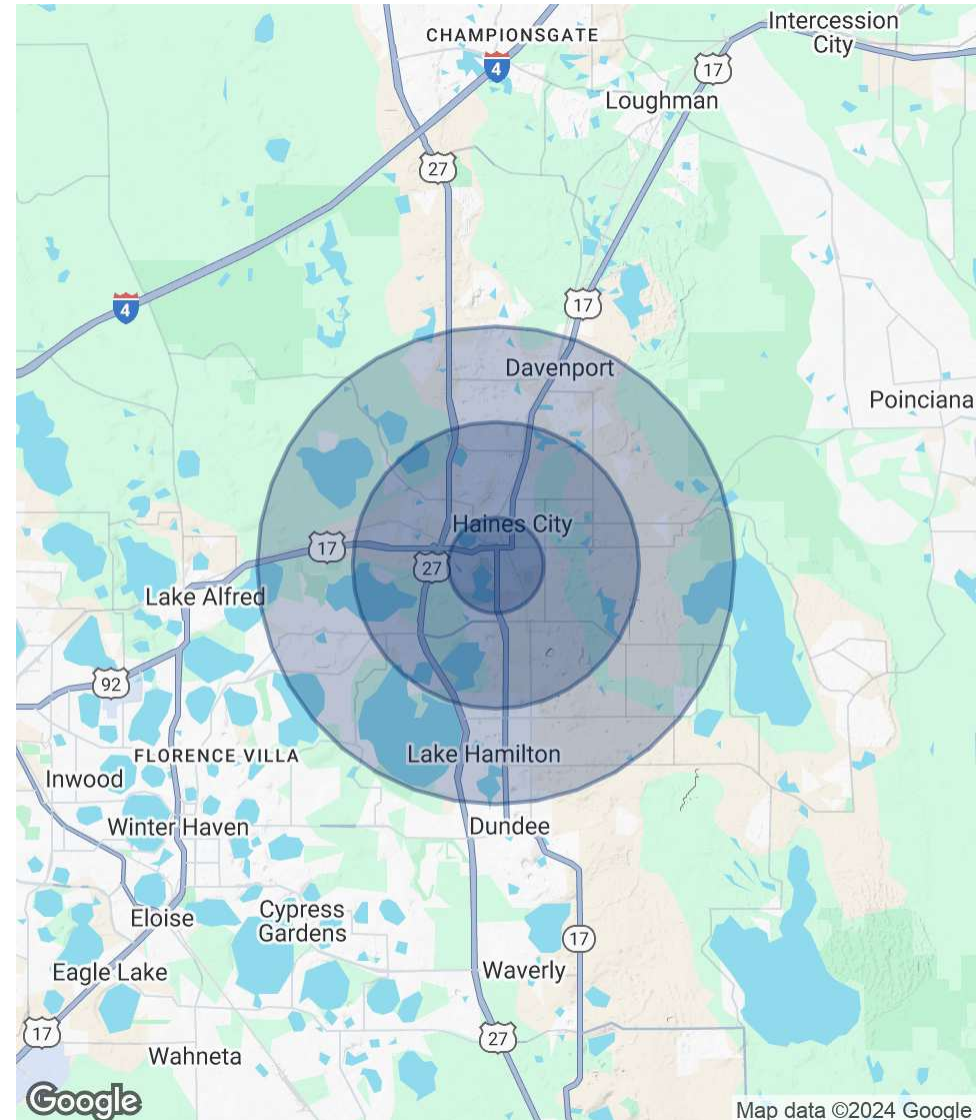 Intercession
City
CHAMPIONSGATE
4
17
Loughman
27
4
17
Davenport
Poinciana
Haines City
17
27
Lake Alfred
92
FLORENCE VILLA
Lake Hamilton
Inwood
Winter Haven
Dundee
Eloise
Cypress
Gardens
17
Eagle Lake
Waverly
17
27
Wahneta
Google
Map data ©2024 Google